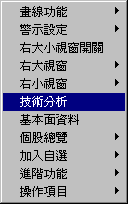 畫線功能
警示設定
右大小視窗開關
右大視窗
右小視窗
技術分析
基本面資料
個股總覽
加入自選
進階功能
操作項目